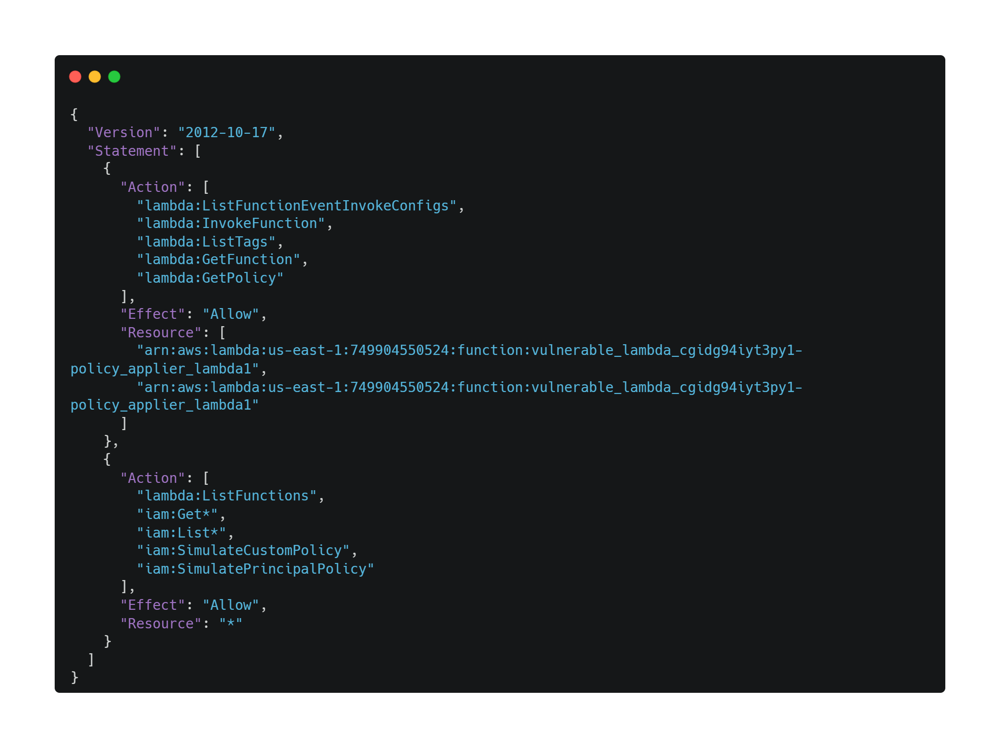 {
  "Version": "2012-10-17",
  "Statement": [
    {
      "Action": [
        "lambda:ListFunctionEventInvokeConfigs",
        "lambda:InvokeFunction",
        "lambda:ListTags",
        "lambda:GetFunction",
        "lambda:GetPolicy"
      ],
      "Effect": "Allow",
      "Resource": [
        "arn:aws:lambda:us-east-1:749904550524:function:vulnerable_lambda_cgidg94iyt3py1-
policy_applier_lambda1",
        "arn:aws:lambda:us-east-1:749904550524:function:vulnerable_lambda_cgidg94iyt3py1-
policy_applier_lambda1"
      ]
    },
    {
      "Action": [
        "lambda:ListFunctions",
        "iam:Get*",
        "iam:List*",
        "iam:SimulateCustomPolicy",
        "iam:SimulatePrincipalPolicy"
      ],
      "Effect": "Allow",
      "Resource": "*"
    }
  ]
}